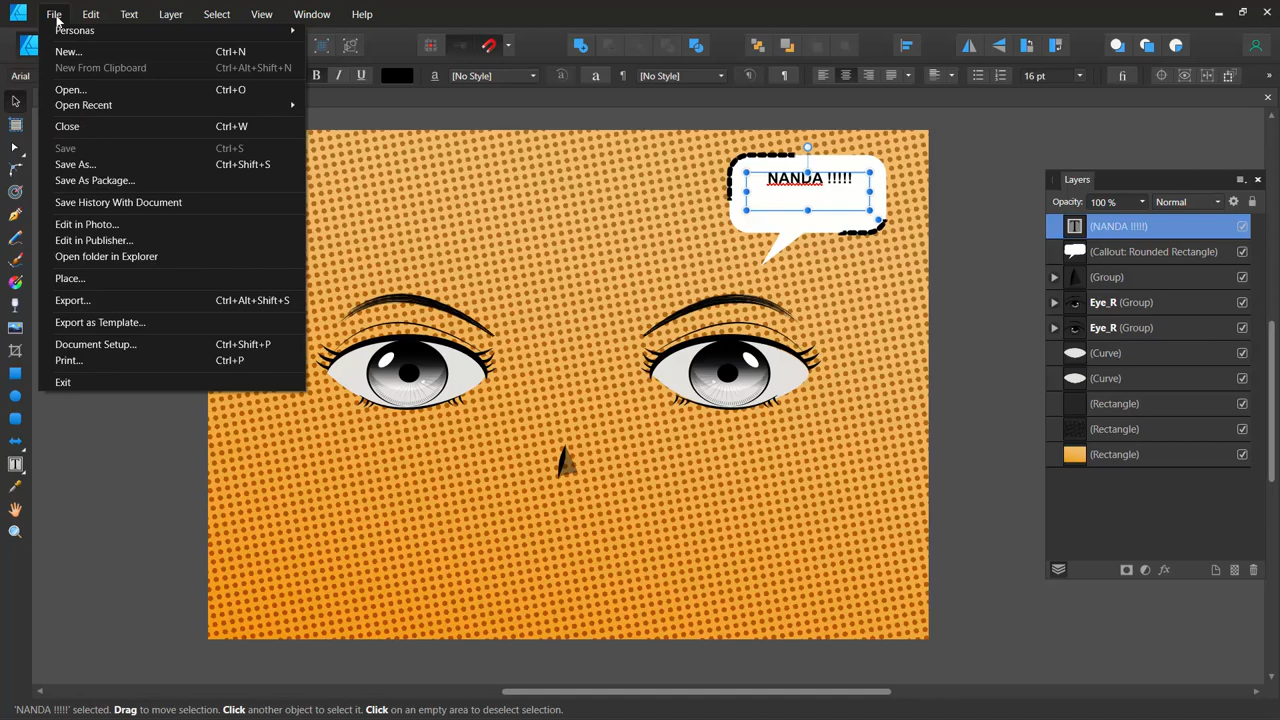 File Edit Text Layer Select View Window Help
Personas
New... Ctrl+N
New From Clipboard Ctrl+Alt+Shift+N
Open... Ctrl+O
Open Recent
Close Ctrl+W
Save Ctrl+S
Save As... Ctrl+Shift+S
Save As Package...
Save History With Document
Edit in Photo...
Edit in Publisher...
Open folder in Explorer
Place...
Export... Ctrl+Alt+Shift+S
Export as Template...
Document Setup... Ctrl+Shift+P
Print... Ctrl+P
Exit
Arial B I U a [No Style] a a ¶ [No Style] ¶ ¶ 16 pt fi
NANDA !!!!!
Layers
Opacity: 100 % Normal
(NANDA !!!!!)
(Callout: Rounded Rectangle)
(Group)
Eye_R (Group)
Eye_R (Group)
(Curve)
(Curve)
(Rectangle)
(Rectangle)
(Rectangle)
fx
'NANDA !!!!!' selected. Drag to move selection. Click another object to select it. Click on an empty area to deselect selection.